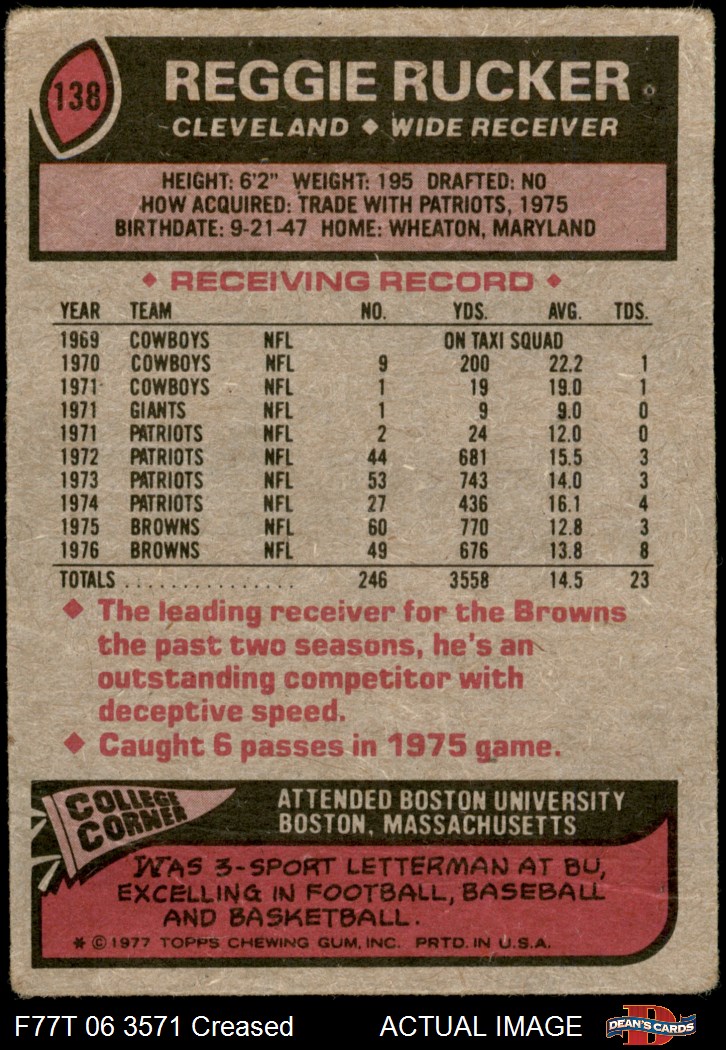 138
REGGIE RUCKER
CLEVELAND ◆ WIDE RECEIVER
HEIGHT: 6'2" WEIGHT: 195 DRAFTED: NO
HOW ACQUIRED: TRADE WITH PATRIOTS, 1975
BIRTHDATE: 9-21-47 HOME: WHEATON, MARYLAND
◆ RECEIVING RECORD ◆
YEAR TEAM NO. YDS. AVG. TDS.
1969 COWBOYS NFL ON TAXI SQUAD
1970 COWBOYS NFL 9 200 22.2 1
1971 COWBOYS NFL 1 19 19.0 1
1971 GIANTS NFL 1 9 9.0 0
1971 PATRIOTS NFL 2 24 12.0 0
1972 PATRIOTS NFL 44 681 15.5 3
1973 PATRIOTS NFL 53 743 14.0 3
1974 PATRIOTS NFL 27 436 16.1 4
1975 BROWNS NFL 60 770 12.8 3
1976 BROWNS NFL 49 676 13.8 8
TOTALS . . . . . . . . . . . . . . . 246 3558 14.5 23
◆ The leading receiver for the Browns
the past two seasons, he's an
outstanding competitor with
deceptive speed.
◆ Caught 6 passes in 1975 game.
COLLEGE
CORNER
ATTENDED BOSTON UNIVERSITY
BOSTON, MASSACHUSETTS
WAS 3-SPORT LETTERMAN AT BU,
EXCELLING IN FOOTBALL, BASEBALL
AND BASKETBALL.
* © 1977 TOPPS CHEWING GUM, INC. PRTD. IN U.S.A.
F77T 06 3571 Creased ACTUAL IMAGE
D
DEAN'S CARDS